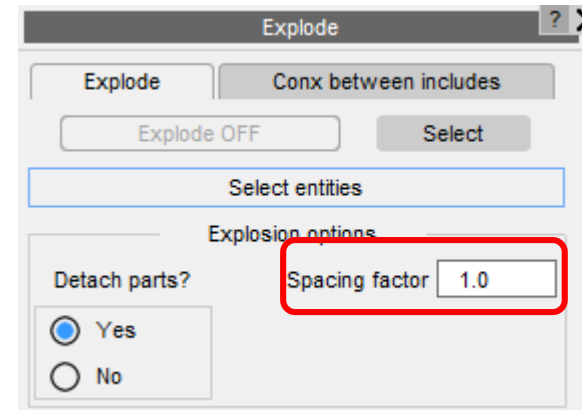 Explode ?
Explode Conx between includes
Explode OFF Select
Select entities
Explosion options
Detach parts? Spacing factor 1.0
Yes
No